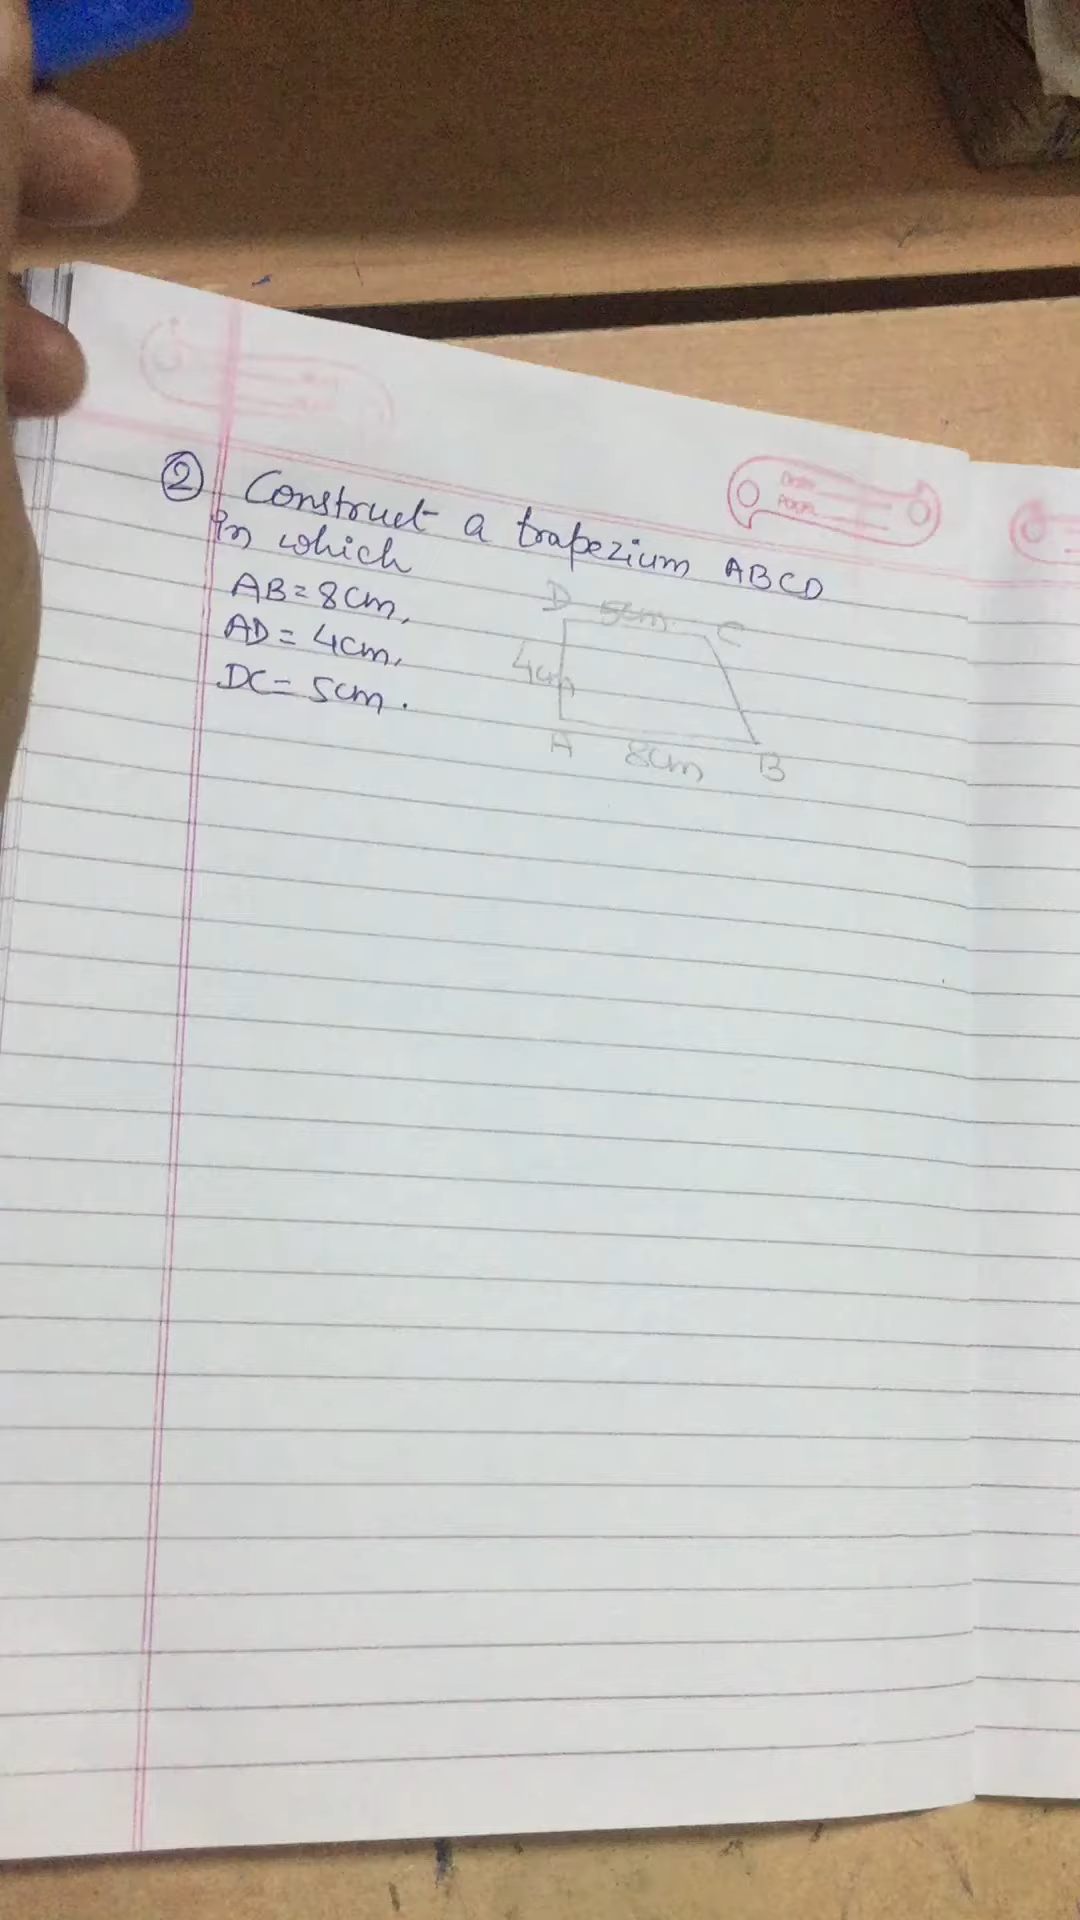 ② Construct a trapezium ABCD
in which
AB = 8cm,
AD = 4cm,
DC = 5cm.
D 5cm C
4cm
A 8cm B